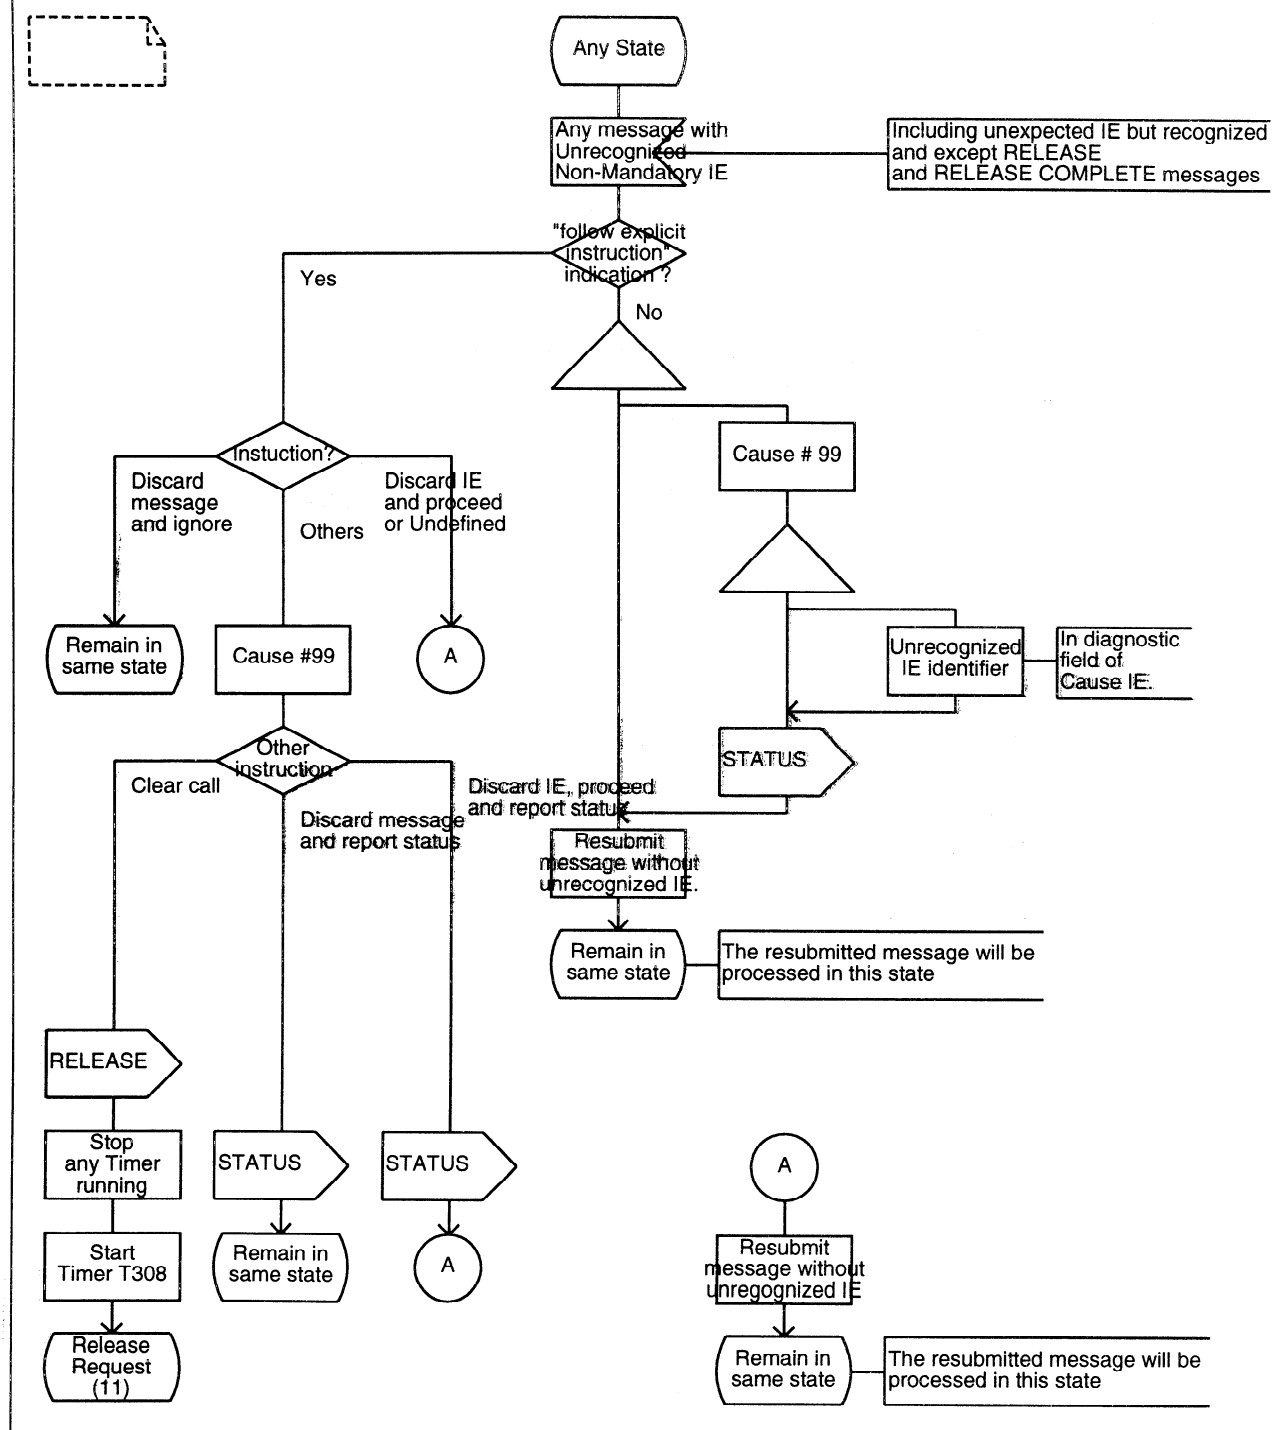 Any State
Any message with
Unrecognized
Non-Mandatory IE
Including unexpected IE but recognized
and except RELEASE
and RELEASE COMPLETE messages
"follow explicit
instruction"
indication ?
Yes
No
Instuction?
Discard
message
and ignore
Others
Discard IE
and proceed
or Undefined
Cause # 99
Remain in
same state
Cause #99
A
Unrecognized
IE identifier
In diagnostic
field of
Cause IE.
STATUS
Other
instruction
Clear call
Discard message
and report status
Discard IE, proceed
and report status
Resubmit
message without
unrecognized IE.
Remain in
same state
The resubmitted message will be
processed in this state
RELEASE
Stop
any Timer
running
STATUS
STATUS
A
Start
Timer T308
Remain in
same state
A
Resubmit
message without
unregognized IE
Release
Request
(11)
Remain in
same state
The resubmitted message will be
processed in this state